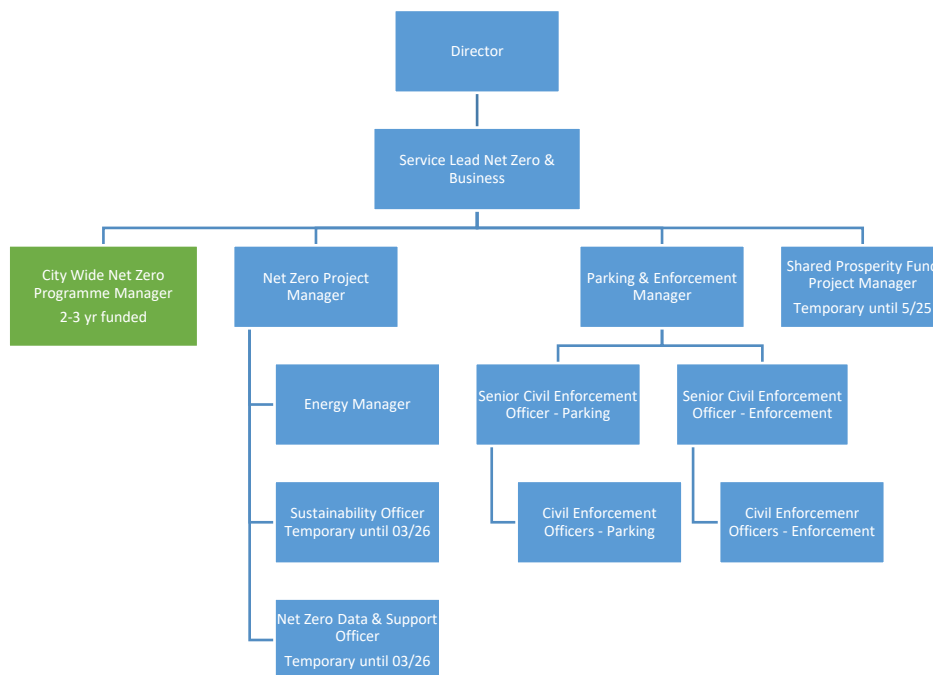 Director
Service Lead Net Zero &
Business
City Wide Net Zero
Programme Manager
2-3 yr funded
Net Zero Project
Manager
Parking & Enforcement
Manager
Shared Prosperity Fund
Project Manager
Temporary until 5/25
Energy Manager
Senior Civil Enforcement
Officer - Parking
Senior Civil Enforcement
Officer - Enforcement
Sustainability Officer
Temporary until 03/26
Civil Enforcement
Officers - Parking
Civil Enforcemenr
Officers - Enforcement
Net Zero Data & Support
Officer
Temporary until 03/26